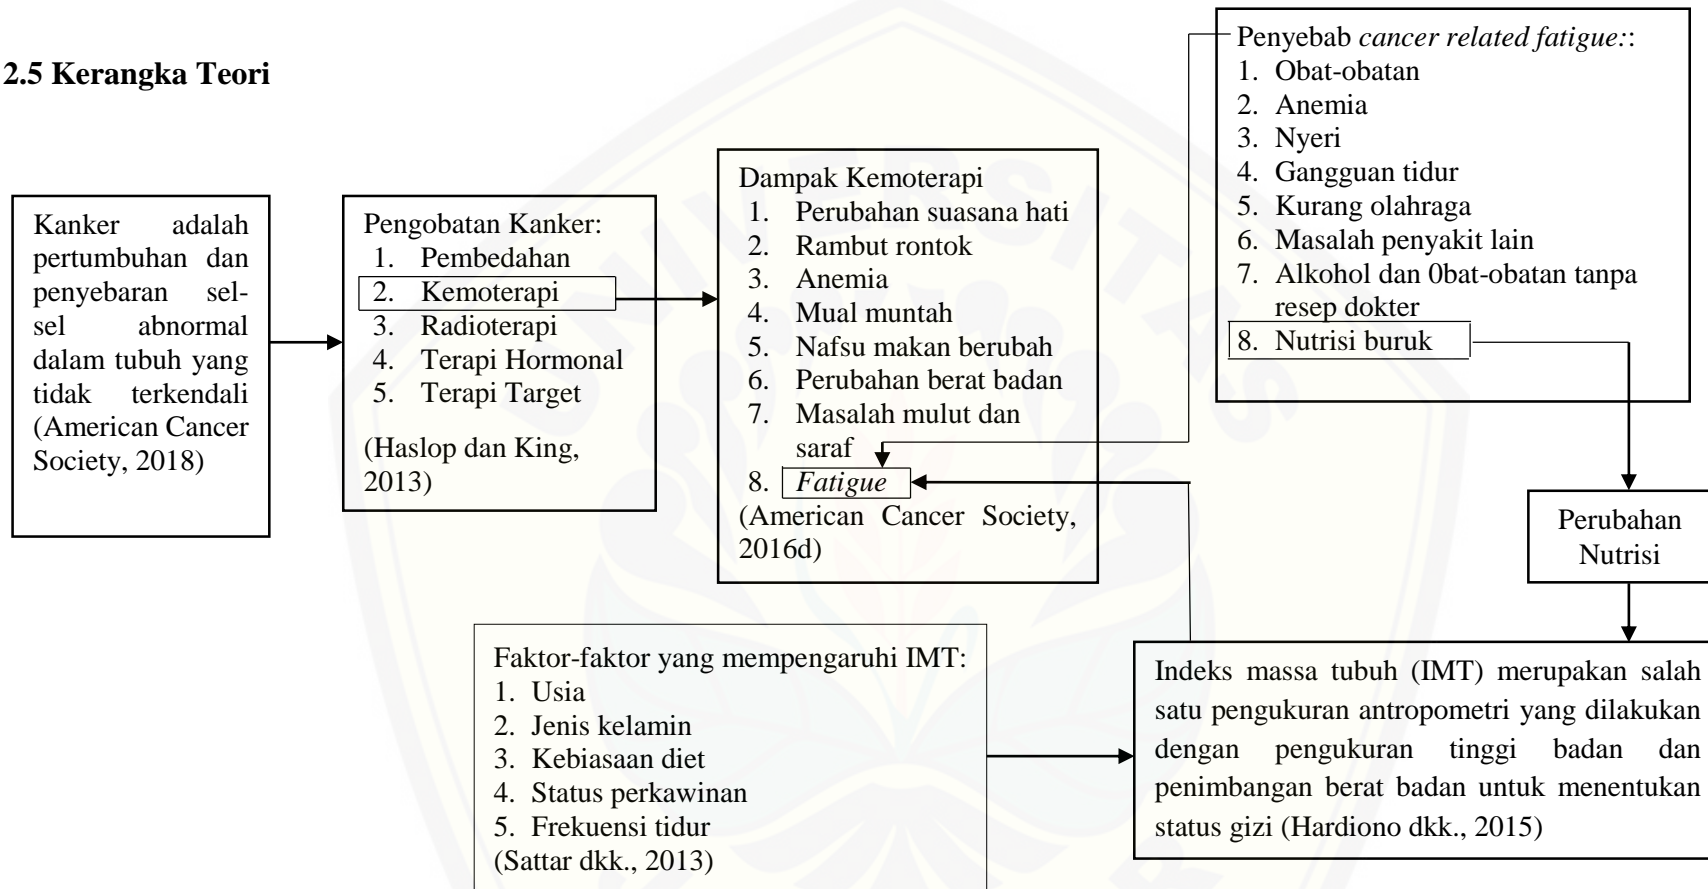 2.5 Kerangka Teori
Kanker adalah
pertumbuhan dan
penyebaran sel-
sel abnormal
dalam tubuh yang
tidak terkendali
(American Cancer
Society, 2018)
Pengobatan Kanker:
1. Pembedahan
2. Kemoterapi
3. Radioterapi
4. Terapi Hormonal
5. Terapi Target
(Haslop dan King,
2013)
Dampak Kemoterapi
1. Perubahan suasana hati
2. Rambut rontok
3. Anemia
4. Mual muntah
5. Nafsu makan berubah
6. Perubahan berat badan
7. Masalah mulut dan
saraf
8. Fatigue
(American Cancer Society,
2016d)
Penyebab cancer related fatigue::
1. Obat-obatan
2. Anemia
3. Nyeri
4. Gangguan tidur
5. Kurang olahraga
6. Masalah penyakit lain
7. Alkohol dan 0bat-obatan tanpa
resep dokter
8. Nutrisi buruk
Perubahan
Nutrisi
Faktor-faktor yang mempengaruhi IMT:
1. Usia
2. Jenis kelamin
3. Kebiasaan diet
4. Status perkawinan
5. Frekuensi tidur
(Sattar dkk., 2013)
Indeks massa tubuh (IMT) merupakan salah
satu pengukuran antropometri yang dilakukan
dengan pengukuran tinggi badan dan
penimbangan berat badan untuk menentukan
status gizi (Hardiono dkk., 2015)
UNIVERSITAS